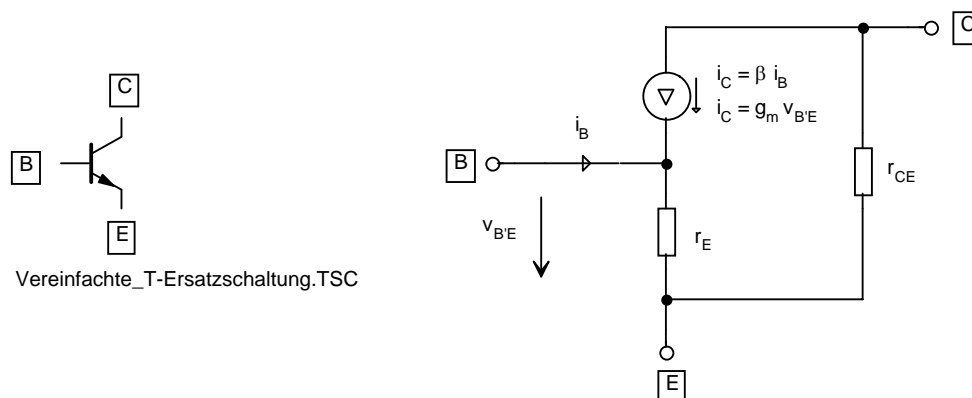 C
B
E
Vereinfachte_T-Ersatzschaltung.TSC
C
i_C = β i_B
i_C = g_m v_B'E
i_B
B
r_CE
v_B'E
r_E
E